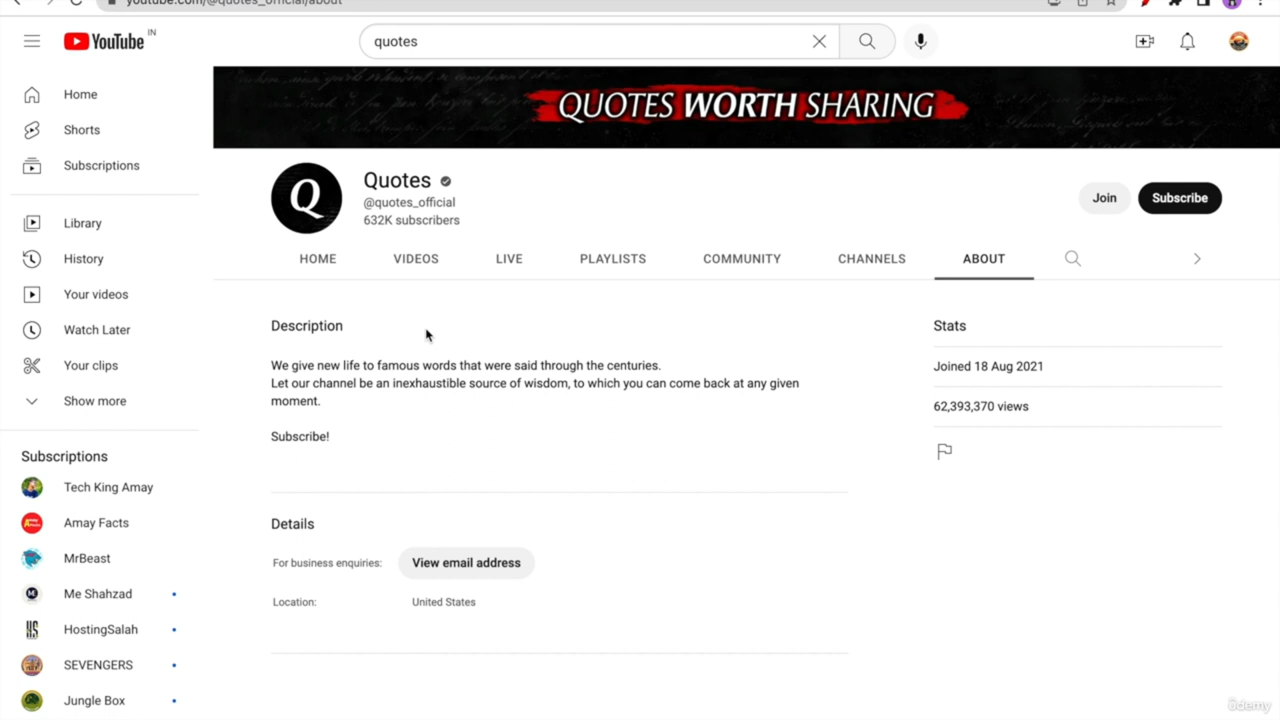 youtube.com/@quotes_official/about
YouTube IN
quotes
Home
Shorts
Subscriptions
Library
History
Your videos
Watch Later
Your clips
Show more
Subscriptions
Tech King Amay
Amay Facts
MrBeast
Me Shahzad
HostingSalah
SEVENGERS
Jungle Box
QUOTES WORTH SHARING
Q
Quotes
@quotes_official
632K subscribers
Join
Subscribe
HOME
VIDEOS
LIVE
PLAYLISTS
COMMUNITY
CHANNELS
ABOUT
Description
We give new life to famous words that were said through the centuries.
Let our channel be an inexhaustible source of wisdom, to which you can come back at any given
moment.
Subscribe!
Details
For business enquiries:
View email address
Location:
United States
Stats
Joined 18 Aug 2021
62,393,370 views
HS
udemy